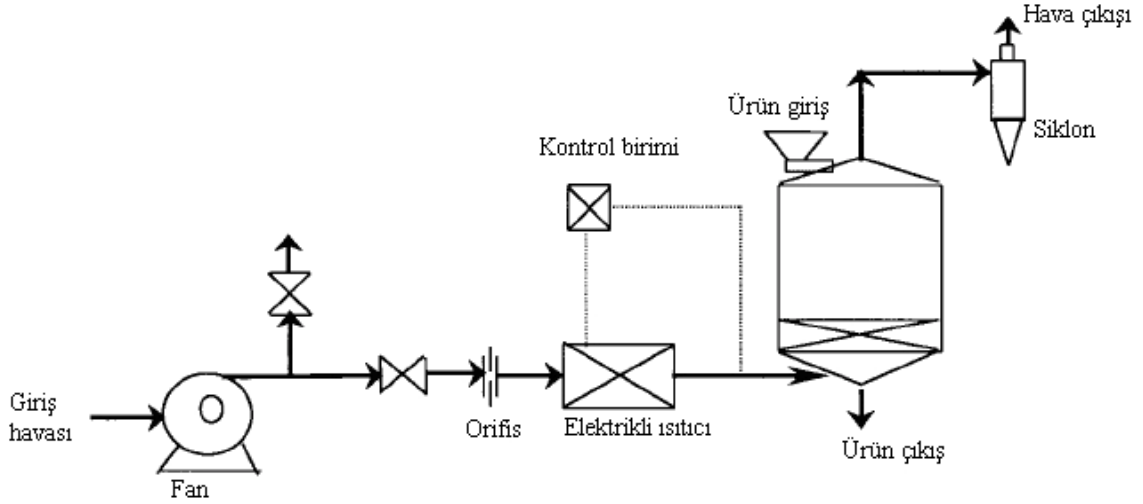 Hava çıkışı
Ürün giriş
Siklon
Kontrol birimi
Giriş
havası
Orifis
Elektrikli ısıtıcı
Ürün çıkış
Fan